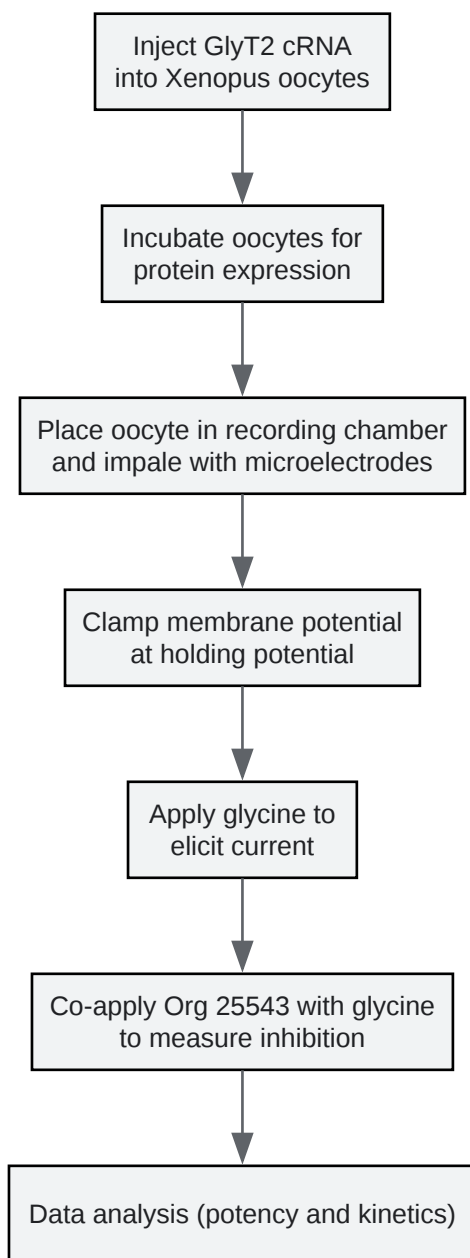 Inject GlyT2 cRNA
into Xenopus oocytes
Incubate oocytes for
protein expression
Place oocyte in recording chamber
and impale with microelectrodes
Clamp membrane potential
at holding potential
Apply glycine to
elicit current
Co-apply Org 25543 with glycine
to measure inhibition
Data analysis (potency and kinetics)